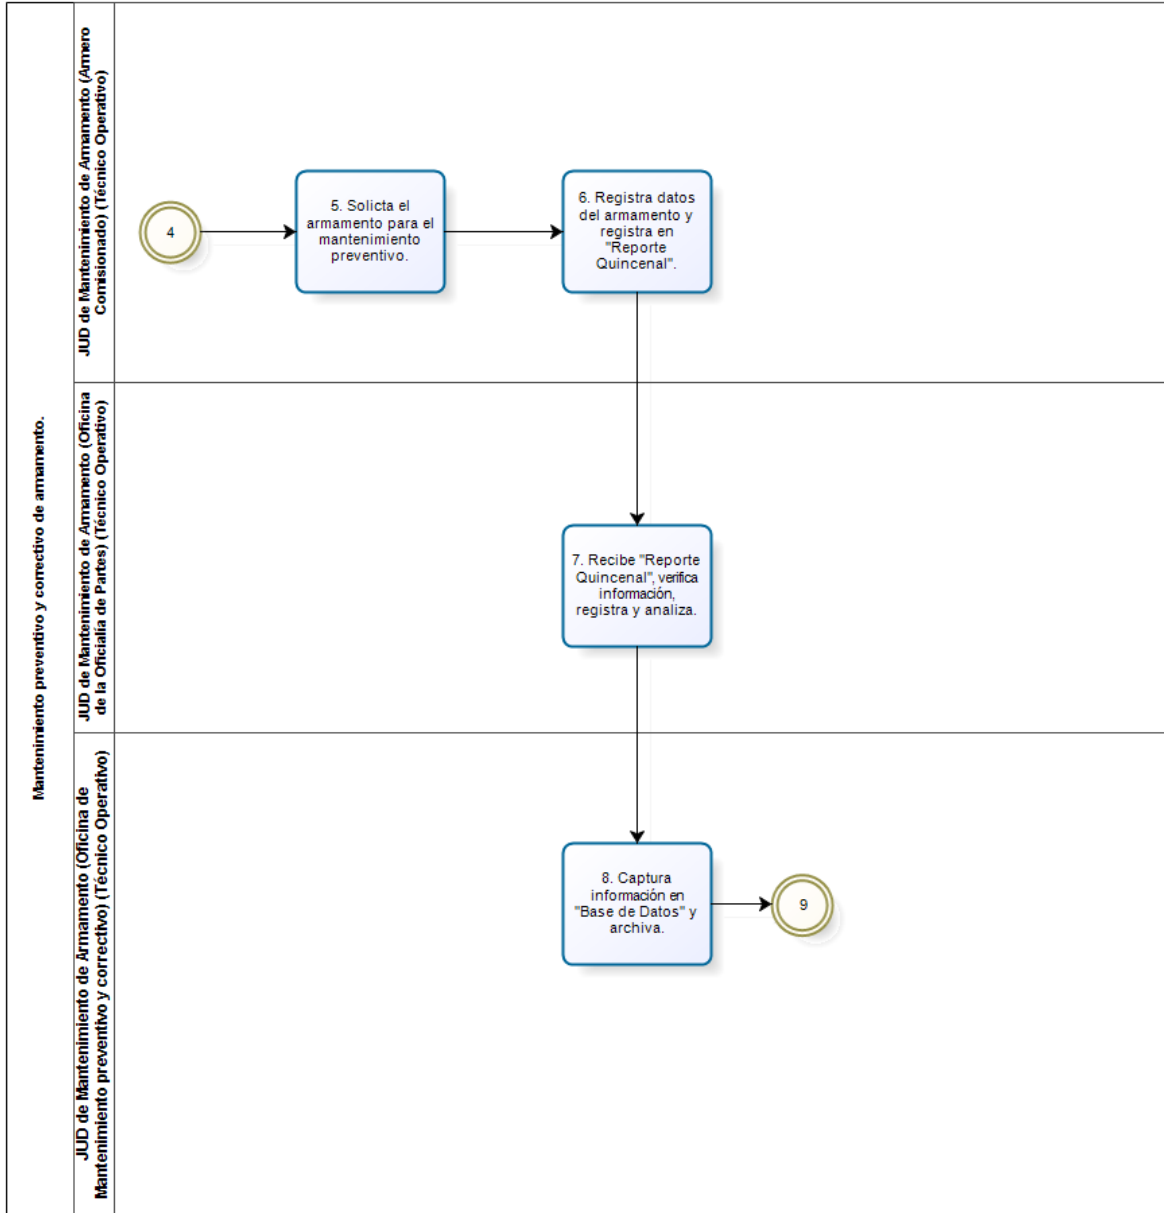 Mantenimiento preventivo y correctivo de armamento.
JUD de Mantenimiento de Armamento (Armero
Comisionado) (Técnico Operativo)
4
5. Solicta el
armamento para el
mantenimiento
preventivo.
6. Registra datos
del armamento y
registra en
"Reporte
Quincenal".
JUD de Mantenimiento de Armamento (Oficina
de la Oficialía de Partes) (Técnico Operativo)
7. Recibe "Reporte
Quincenal", verifica
información,
registra y analiza.
JUD de Mantenimiento de Armamento (Oficina de
Mantenimiento preventivo y correctivo) (Técnico Operativo)
8. Captura
información en
"Base de Datos" y
archiva.
9